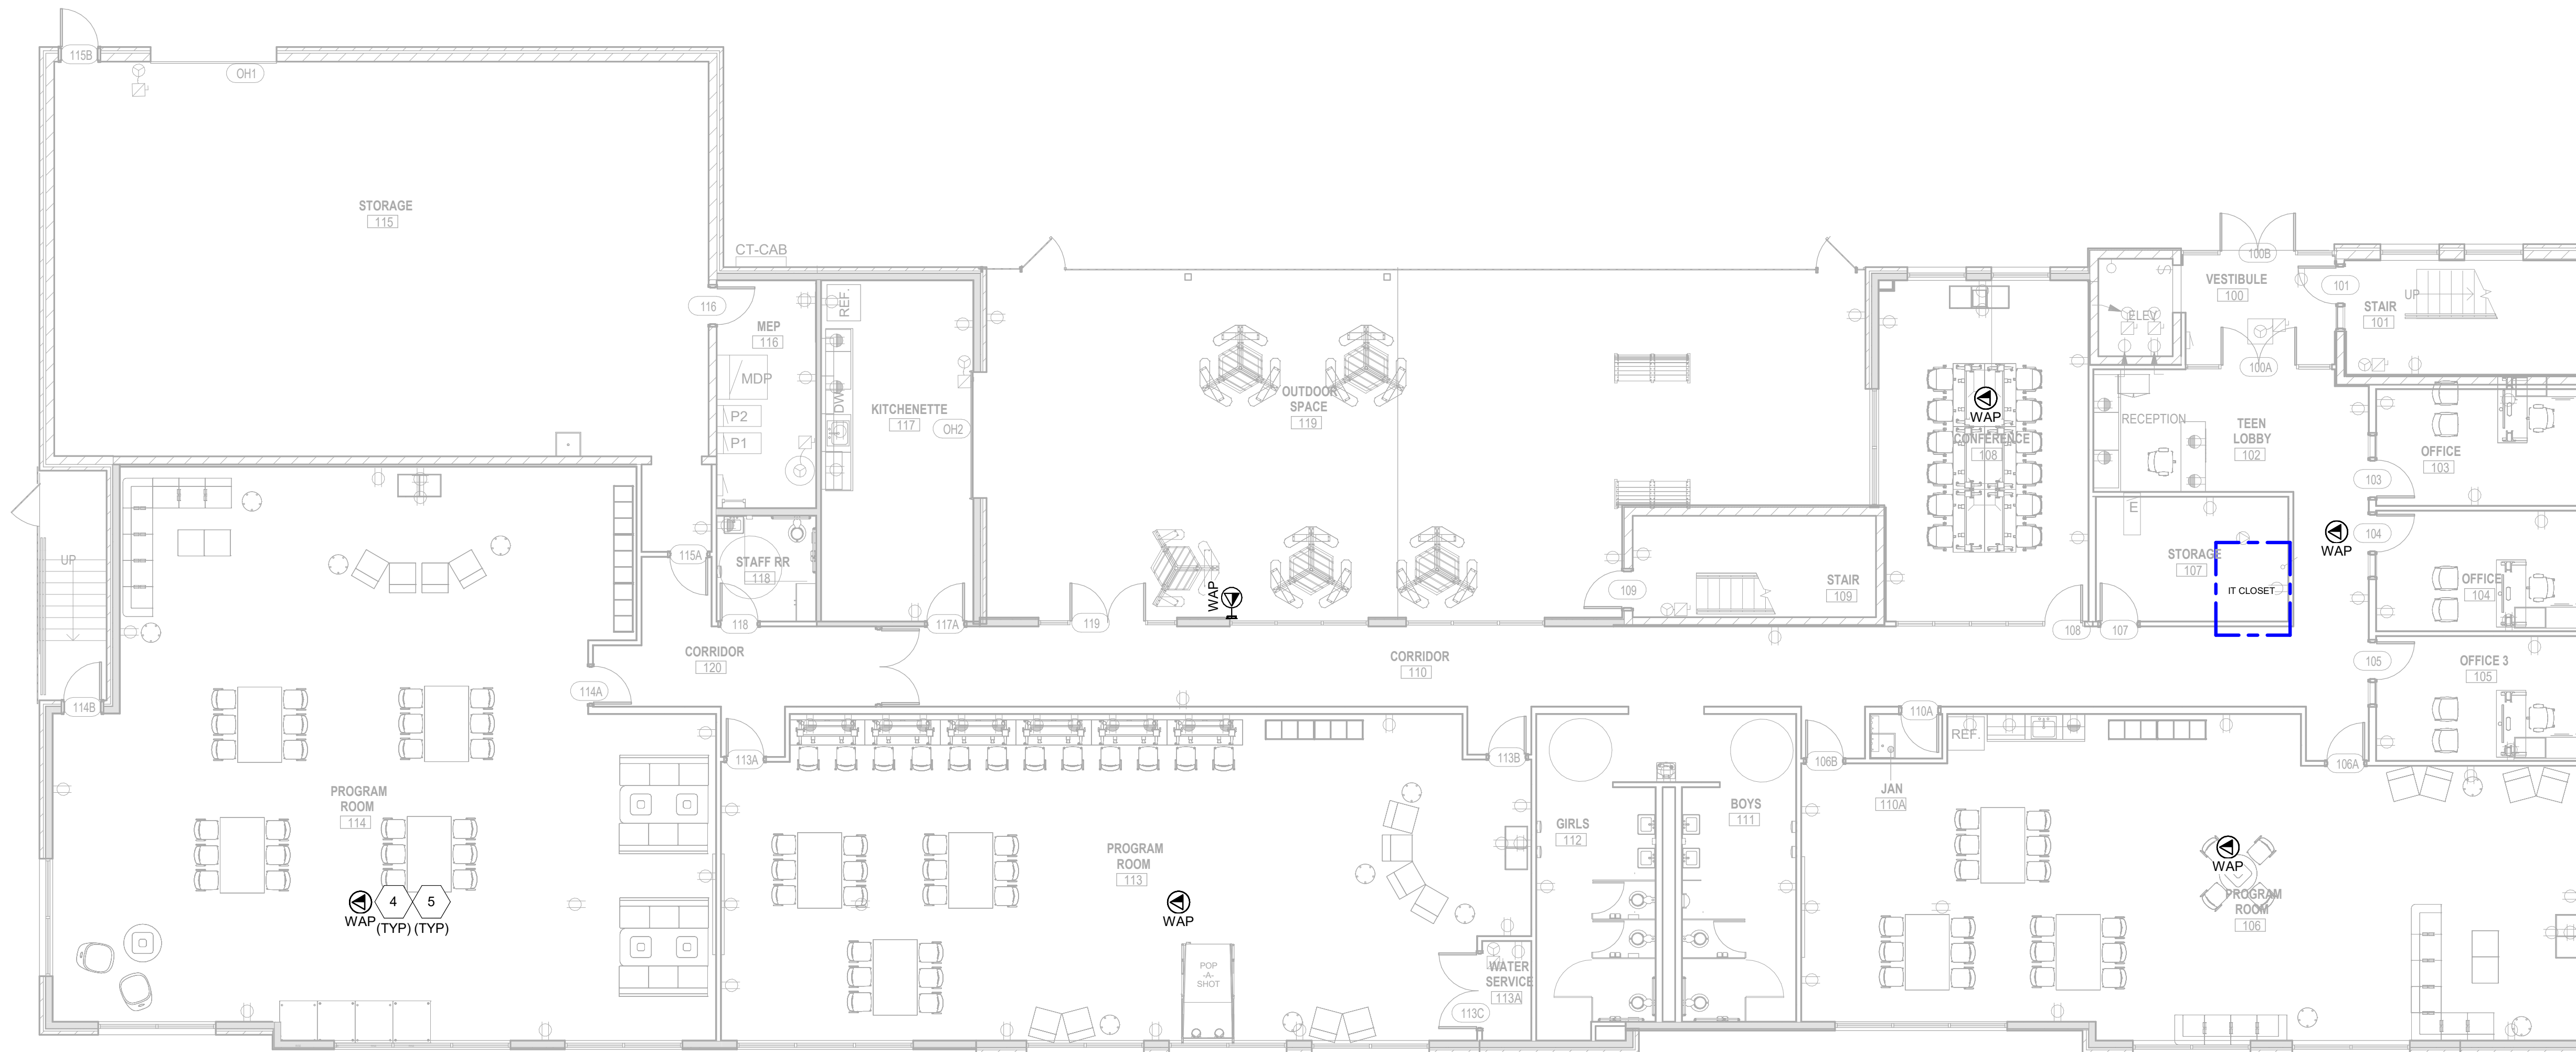 115B
OH1
STORAGE
115
CT-CAB
116
MEP
116
REF.
MDP
P2
P1
DW
KITCHENETTE
117
OH2
OUTDOOR
SPACE
119
WAP
CONFERENCE
108
ELEV
S
VESTIBULE
100
100B
100A
101
UP
STAIR
101
RECEPTION
TEEN
LOBBY
102
OFFICE
103
103
E
STORAGE
107
IT CLOSET
WAP
104
OFFICE
104
UP
115A
STAFF RR
118
118
117A
WAP
119
109
STAIR
109
108
107
105
OFFICE 3
105
CORRIDOR
120
CORRIDOR
110
114A
114B
113A
113B
106B
110A
REF.
106A
JAN
110A
PROGRAM
ROOM
114
WAP
4
5
(TYP)
(TYP)
PROGRAM
ROOM
113
WAP
POP
-A-
SHOT
WATER
SERVICE
113A
113C
GIRLS
112
BOYS
111
WAP
PROGRAM
ROOM
106